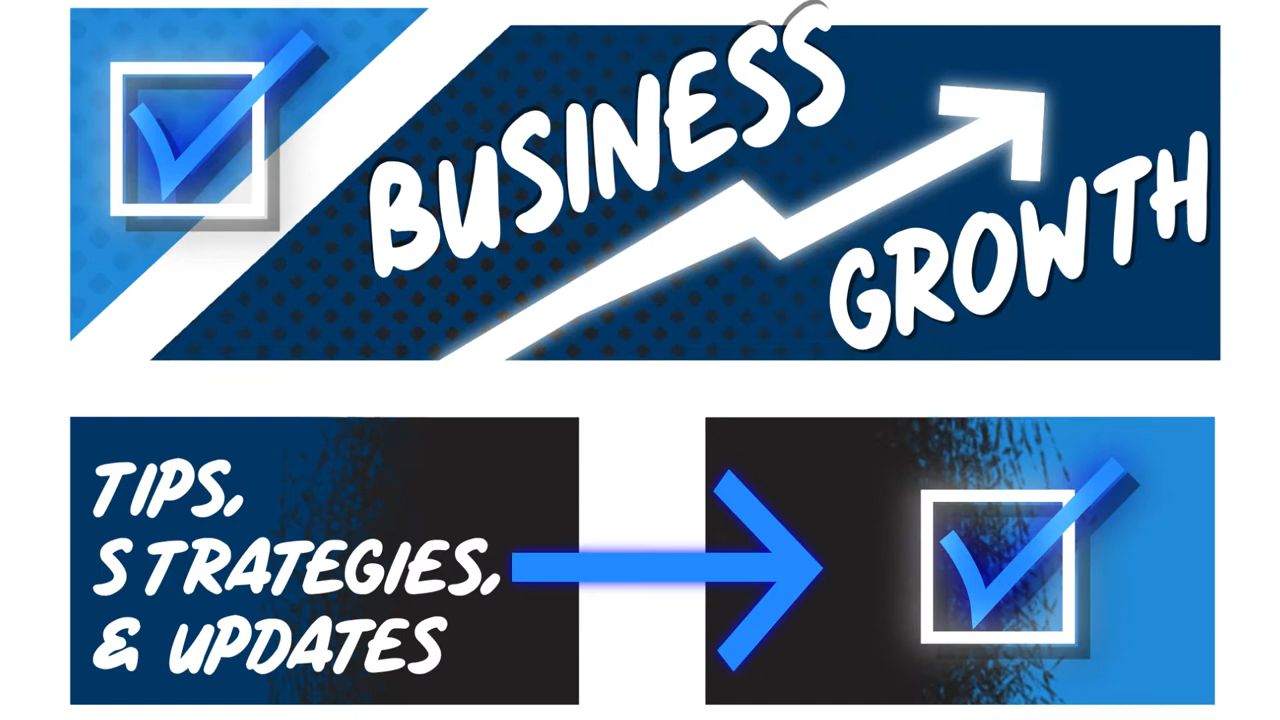 BUSINESS
GROWTH
TIPS,
STRATEGIES,
& UPDATES